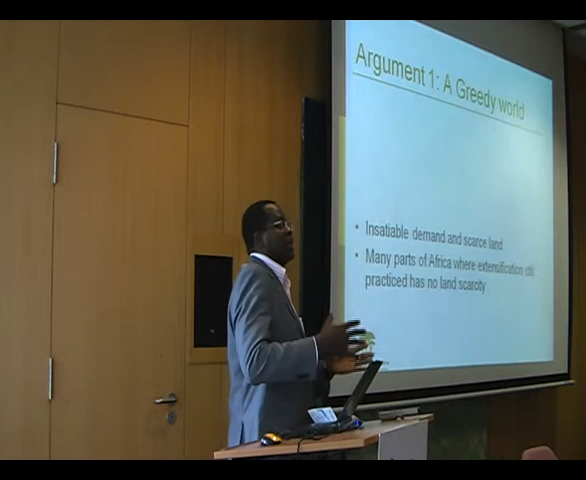 Argument 1: A Greedy world
• Insatiable demand and scarce land
• Many parts of Africa where extensification still
practiced has no land scarcity